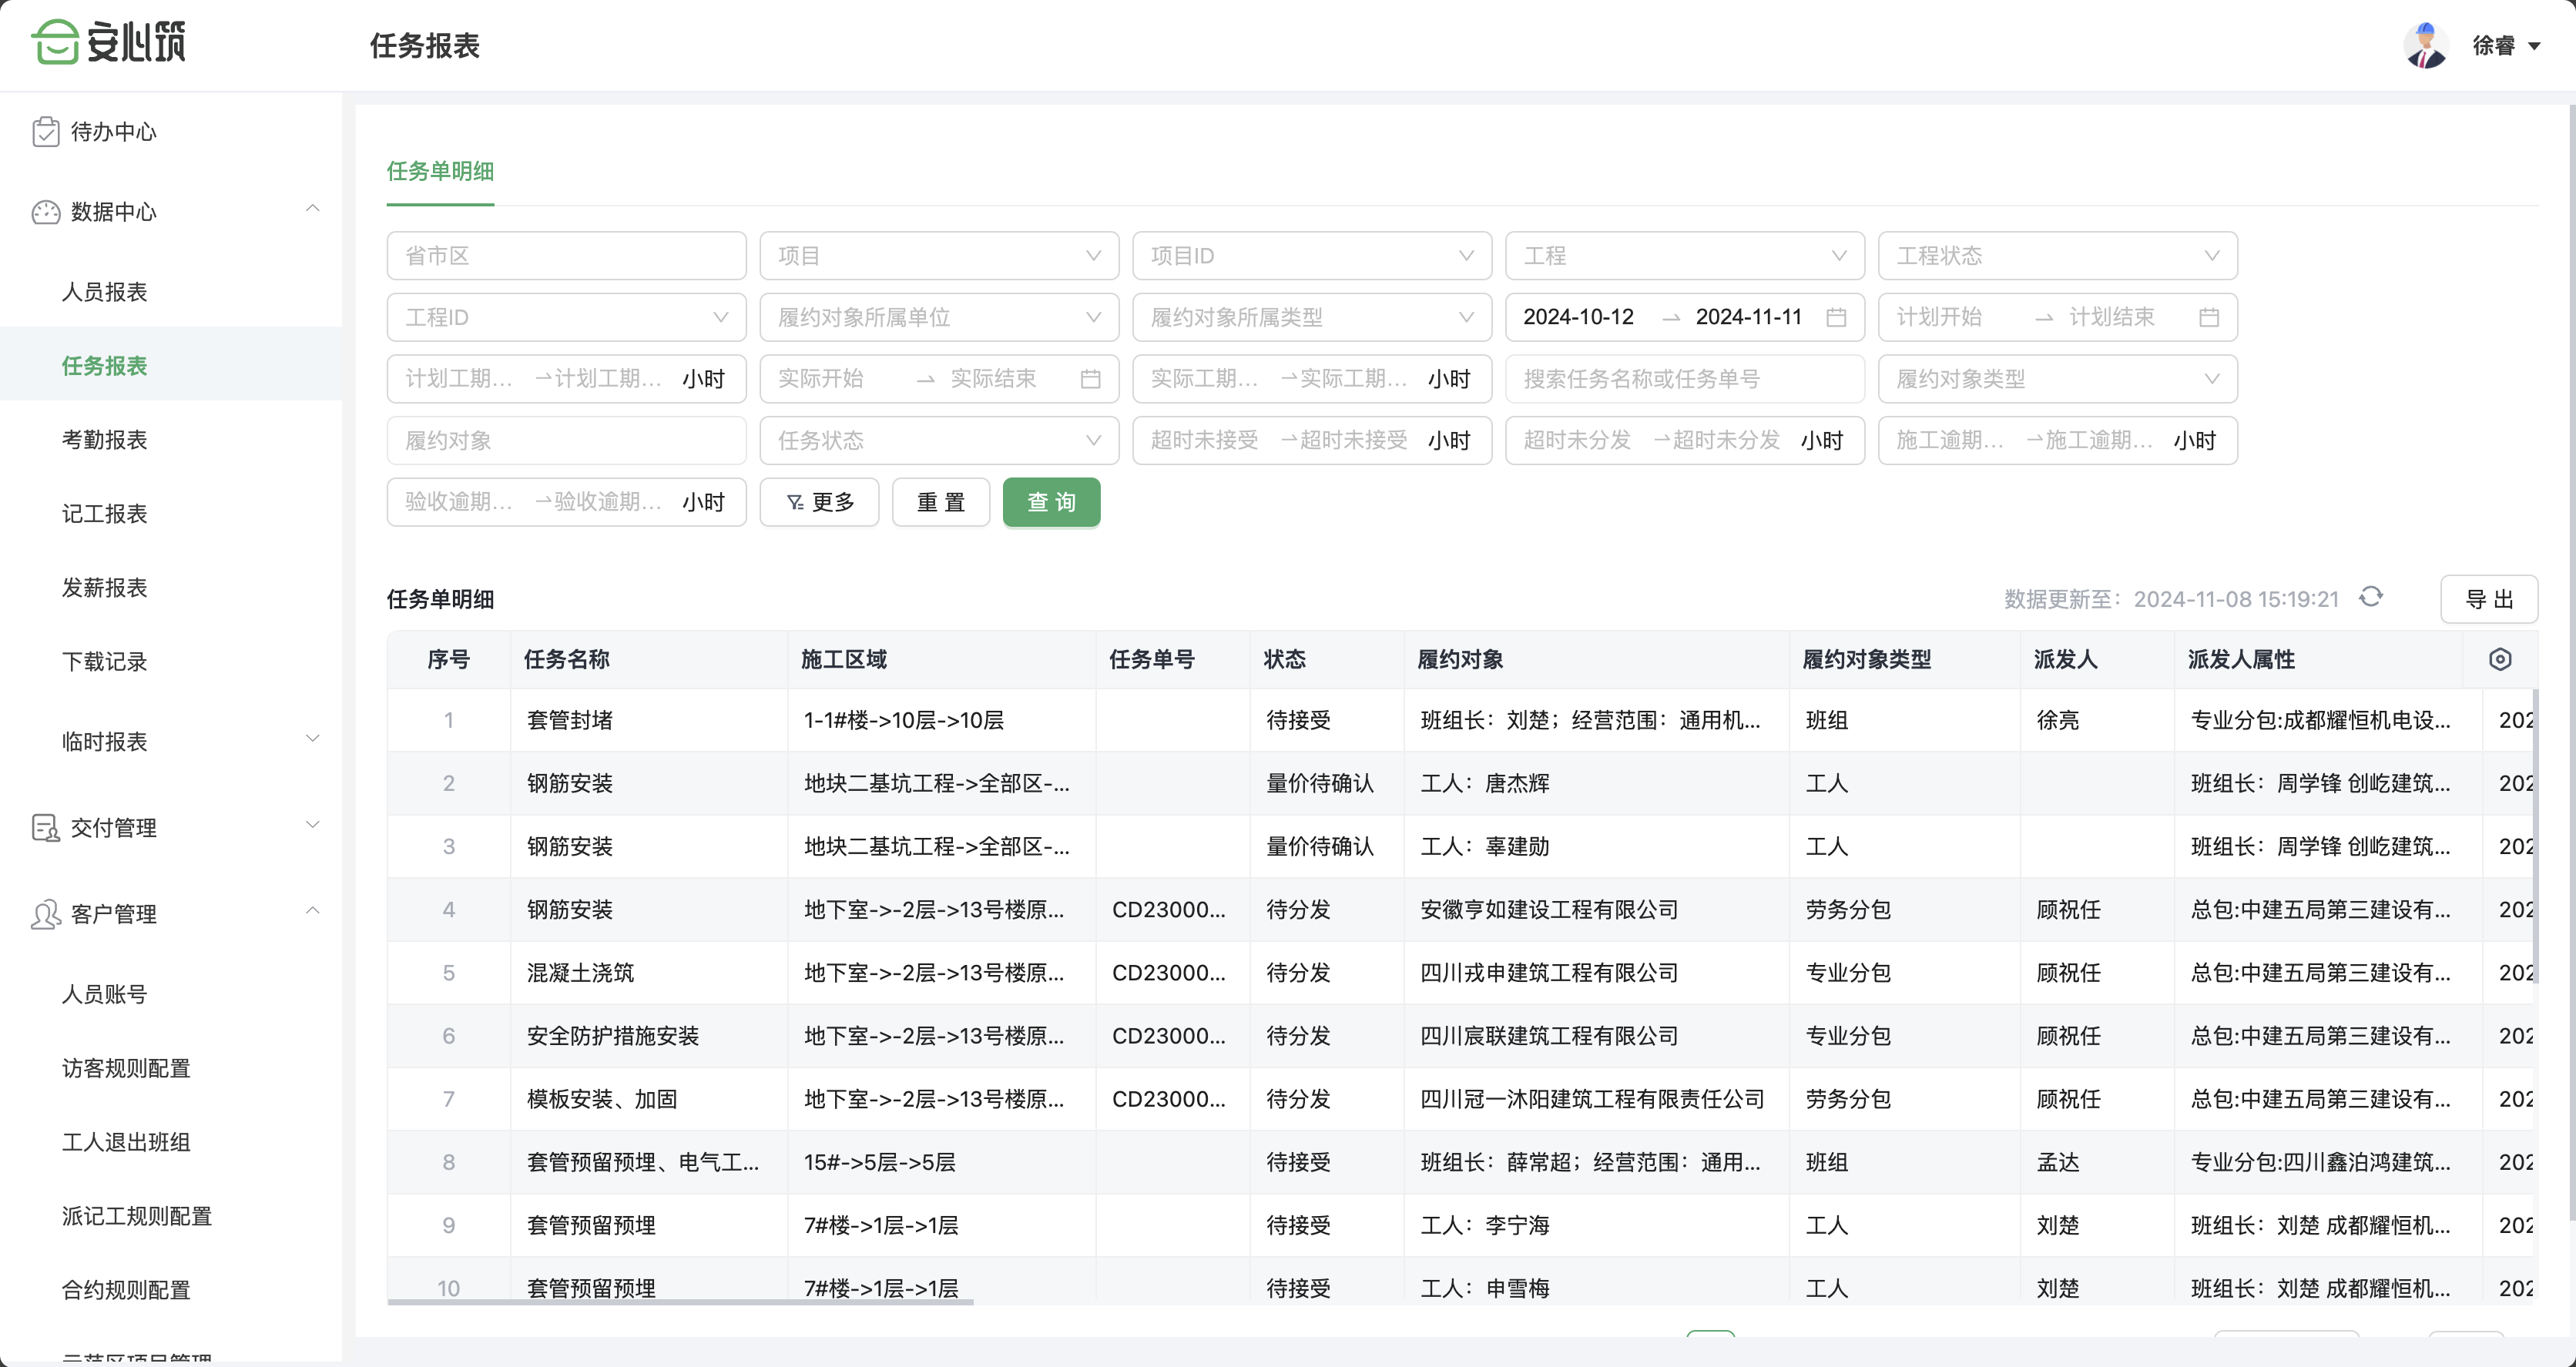 安心筑
任务报表
徐睿
待办中心
数据中心
人员报表
任务报表
考勤报表
记工报表
发薪报表
下载记录
临时报表
交付管理
客户管理
人员账号
访客规则配置
工人退出班组
派记工规则配置
合约规则配置
任务单明细
省市区 项目 项目ID 工程 工程状态
工程ID 履约对象所属单位 履约对象所属类型 2024-10-12 → 2024-11-11 计划开始 → 计划结束
计划工期... → 计划工期... 小时 实际开始 → 实际结束 实际工期... → 实际工期... 小时 搜索任务名称或任务单号 履约对象类型
履约对象 任务状态 超时未接受 → 超时未接受 小时 超时未分发 → 超时未分发 小时 施工逾期... → 施工逾期... 小时
验收逾期... → 验收逾期... 小时 更多 重置 查询
任务单明细 数据更新至：2024-11-08 15:19:21 导出
序号 任务名称 施工区域 任务单号 状态 履约对象 履约对象类型 派发人 派发人属性
1 套管封堵 1-1#楼->10层->10层 待接受 班组长：刘楚；经营范围：通用机... 班组 徐亮 专业分包:成都耀恒机电设... 202
2 钢筋安装 地块二基坑工程->全部区-... 量价待确认 工人：唐杰辉 工人 班组长：周学锋 创屹建筑... 202
3 钢筋安装 地块二基坑工程->全部区-... 量价待确认 工人：辜建勋 工人 班组长：周学锋 创屹建筑... 202
4 钢筋安装 地下室->-2层->13号楼原... CD23000... 待分发 安徽亨如建设工程有限公司 劳务分包 顾祝任 总包:中建五局第三建设有... 202
5 混凝土浇筑 地下室->-2层->13号楼原... CD23000... 待分发 四川戎申建筑工程有限公司 专业分包 顾祝任 总包:中建五局第三建设有... 202
6 安全防护措施安装 地下室->-2层->13号楼原... CD23000... 待分发 四川宸联建筑工程有限公司 专业分包 顾祝任 总包:中建五局第三建设有... 202
7 模板安装、加固 地下室->-2层->13号楼原... CD23000... 待分发 四川冠一沐阳建筑工程有限责任公司 劳务分包 顾祝任 总包:中建五局第三建设有... 202
8 套管预留预埋、电气工... 15#->5层->5层 待接受 班组长：薛常超；经营范围：通用... 班组 孟达 专业分包:四川鑫泊鸿建筑... 202
9 套管预留预埋 7#楼->1层->1层 待接受 工人：李宁海 工人 刘楚 班组长：刘楚 成都耀恒机... 202
10 套管预留预埋 7#楼->1层->1层 待接受 工人：申雪梅 工人 刘楚 班组长：刘楚 成都耀恒机... 202